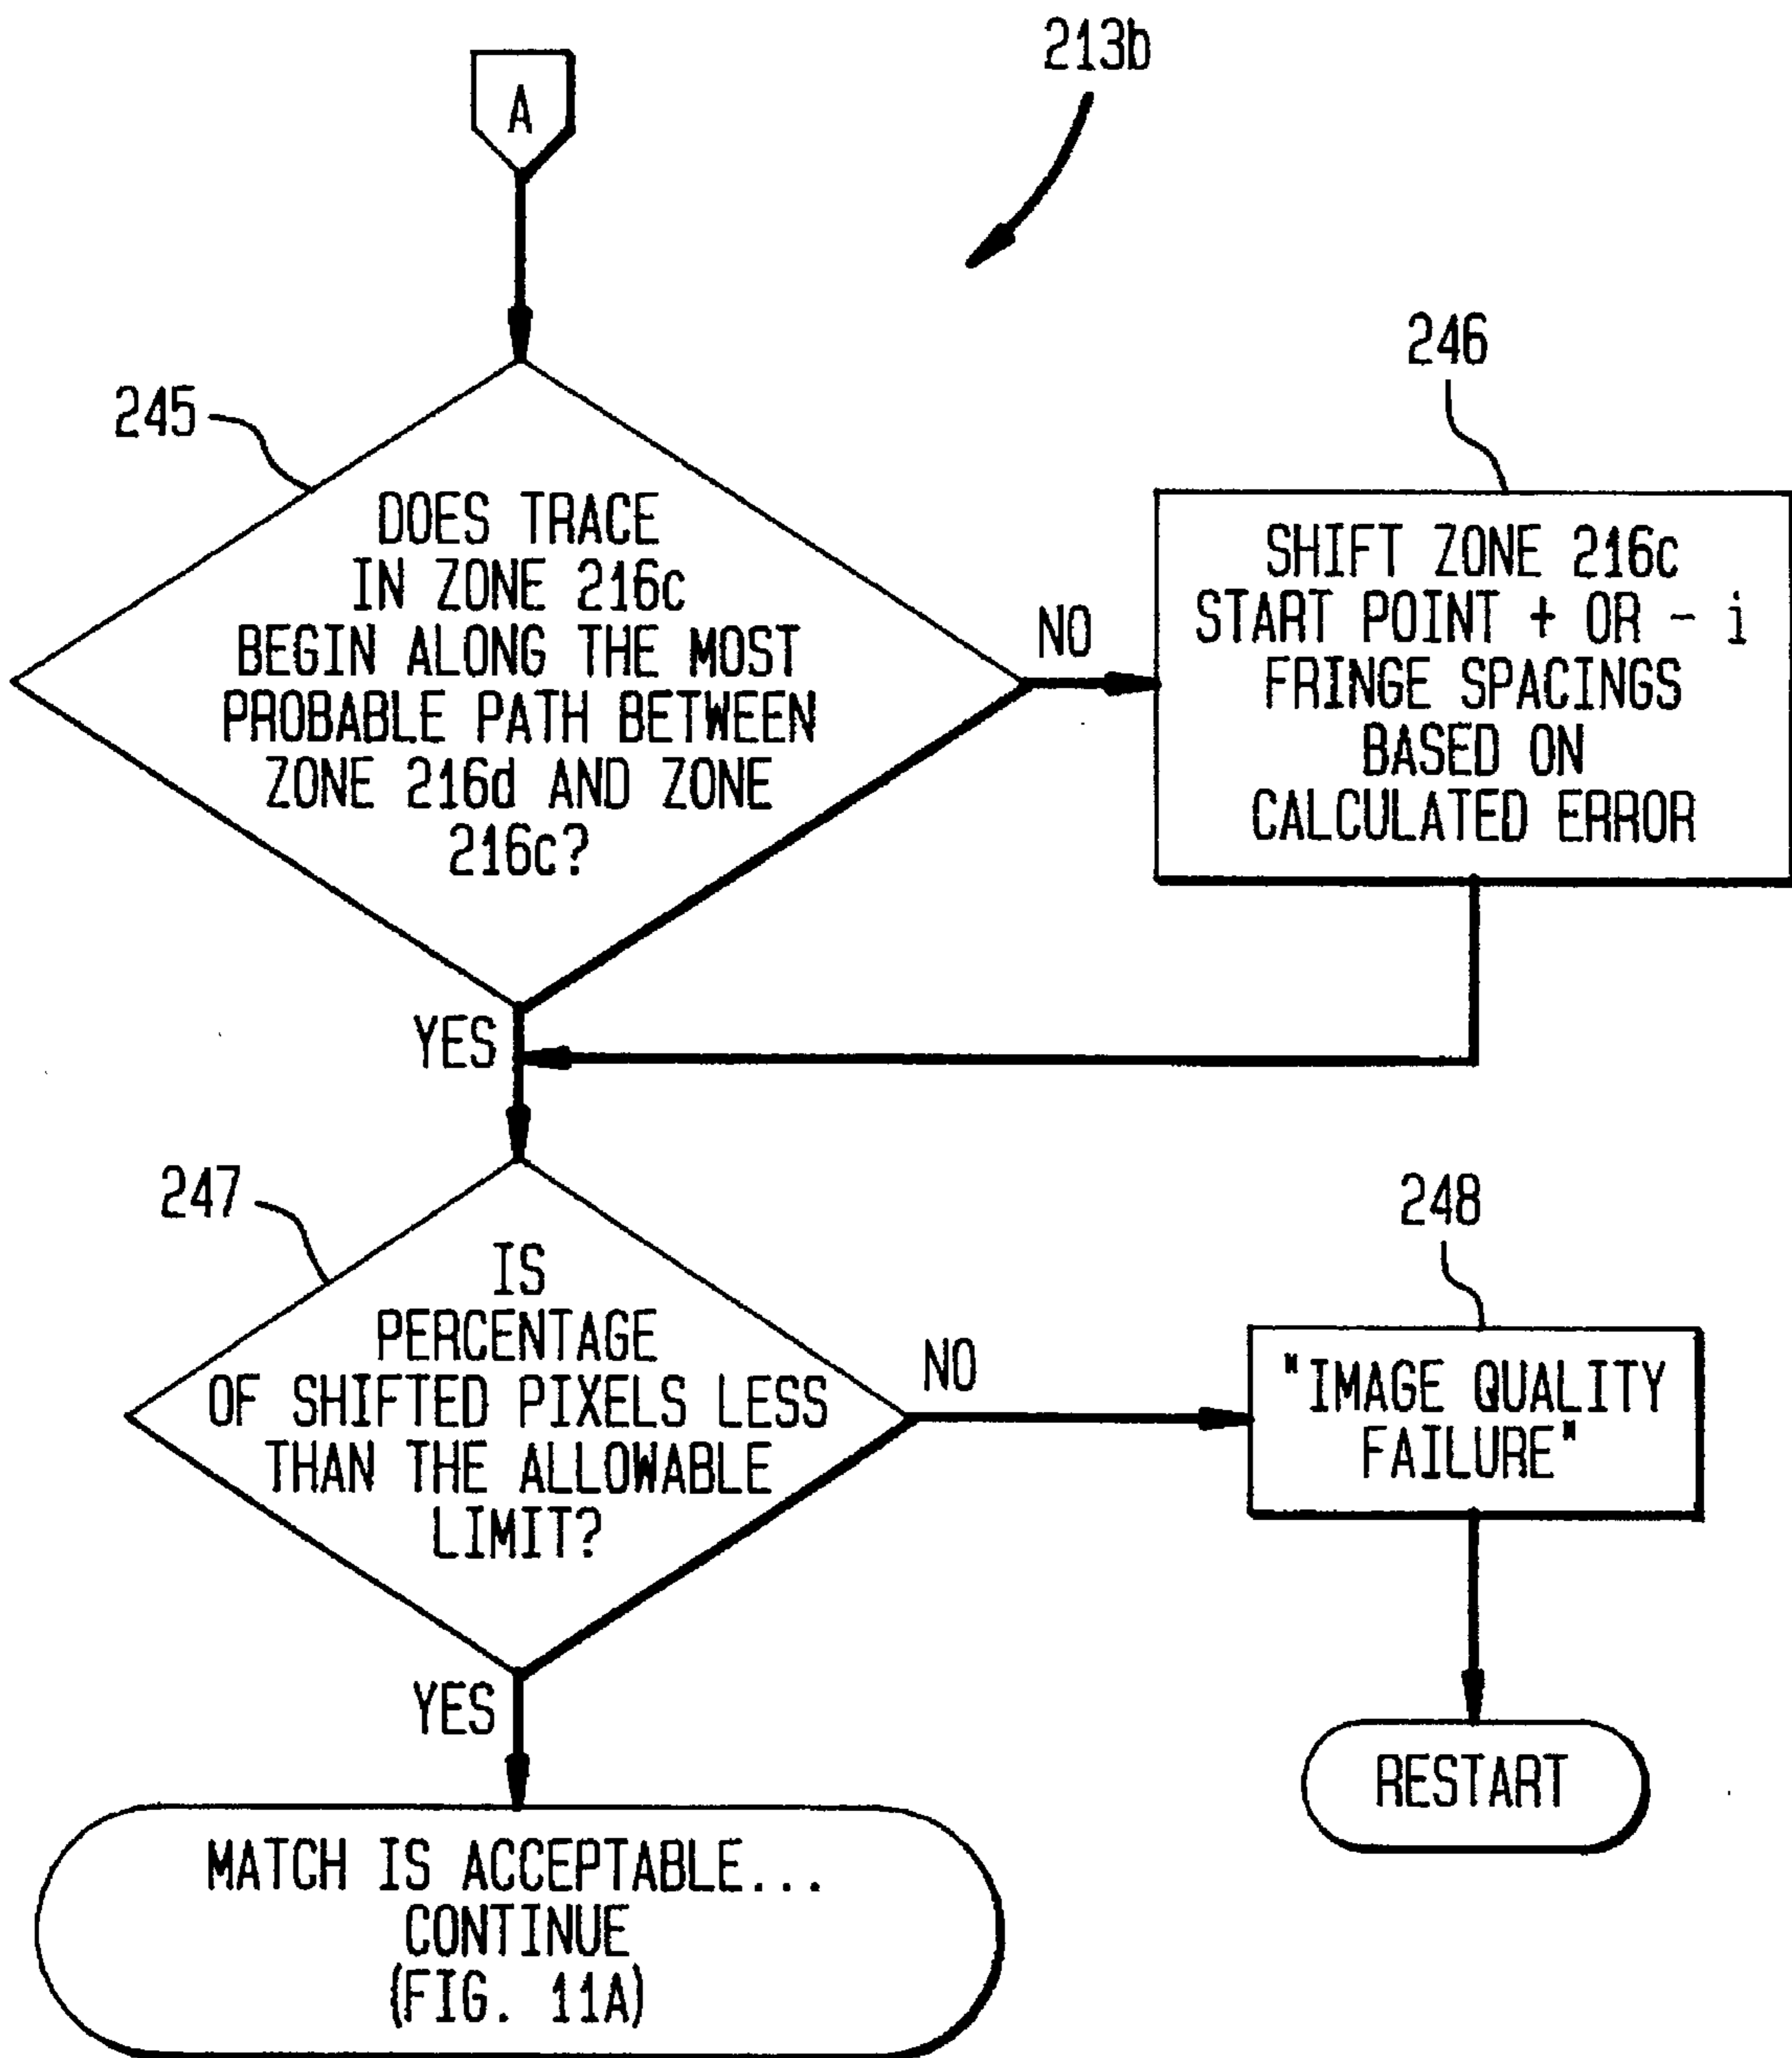 213b
A
245
DOES TRACE
IN ZONE 216c
BEGIN ALONG THE MOST
PROBABLE PATH BETWEEN
ZONE 216d AND ZONE
216c?
NO
246
SHIFT ZONE 216c
START POINT + OR - i
FRINGE SPACINGS
BASED ON
CALCULATED ERROR
YES
247
IS
PERCENTAGE
OF SHIFTED PIXELS LESS
THAN THE ALLOWABLE
LIMIT?
NO
248
"IMAGE QUALITY
FAILURE"
RESTART
YES
MATCH IS ACCEPTABLE...
CONTINUE
(FIG. 11A)